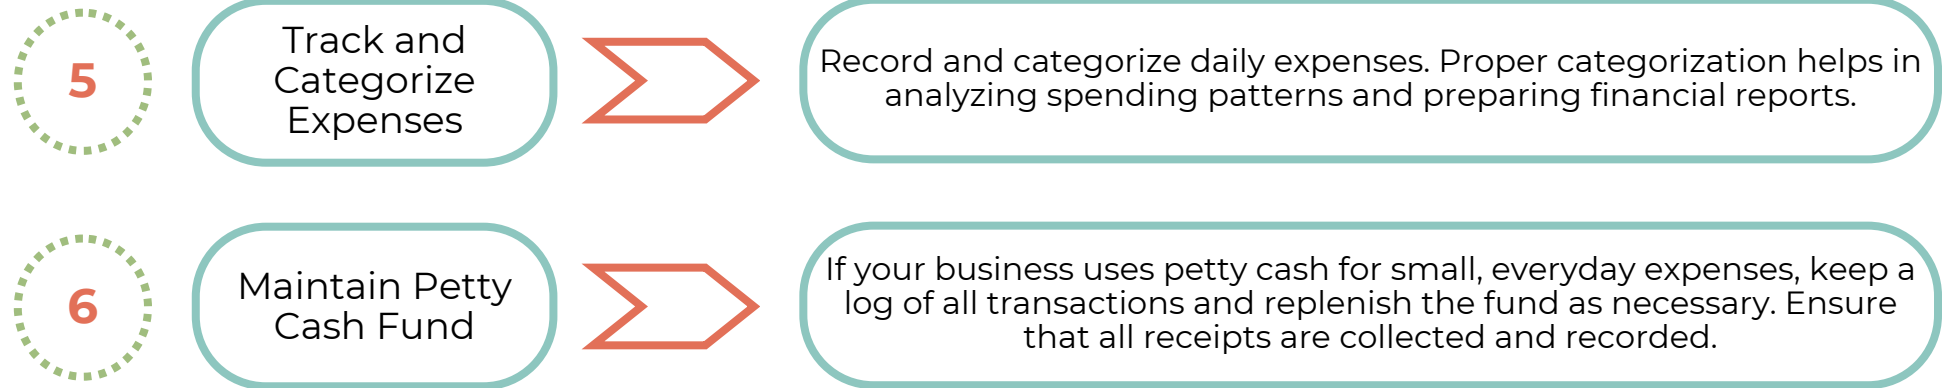 5
Track and
Categorize
Expenses
Record and categorize daily expenses. Proper categorization helps in
analyzing spending patterns and preparing financial reports.
6
Maintain Petty
Cash Fund
If your business uses petty cash for small, everyday expenses, keep a
log of all transactions and replenish the fund as necessary. Ensure
that all receipts are collected and recorded.